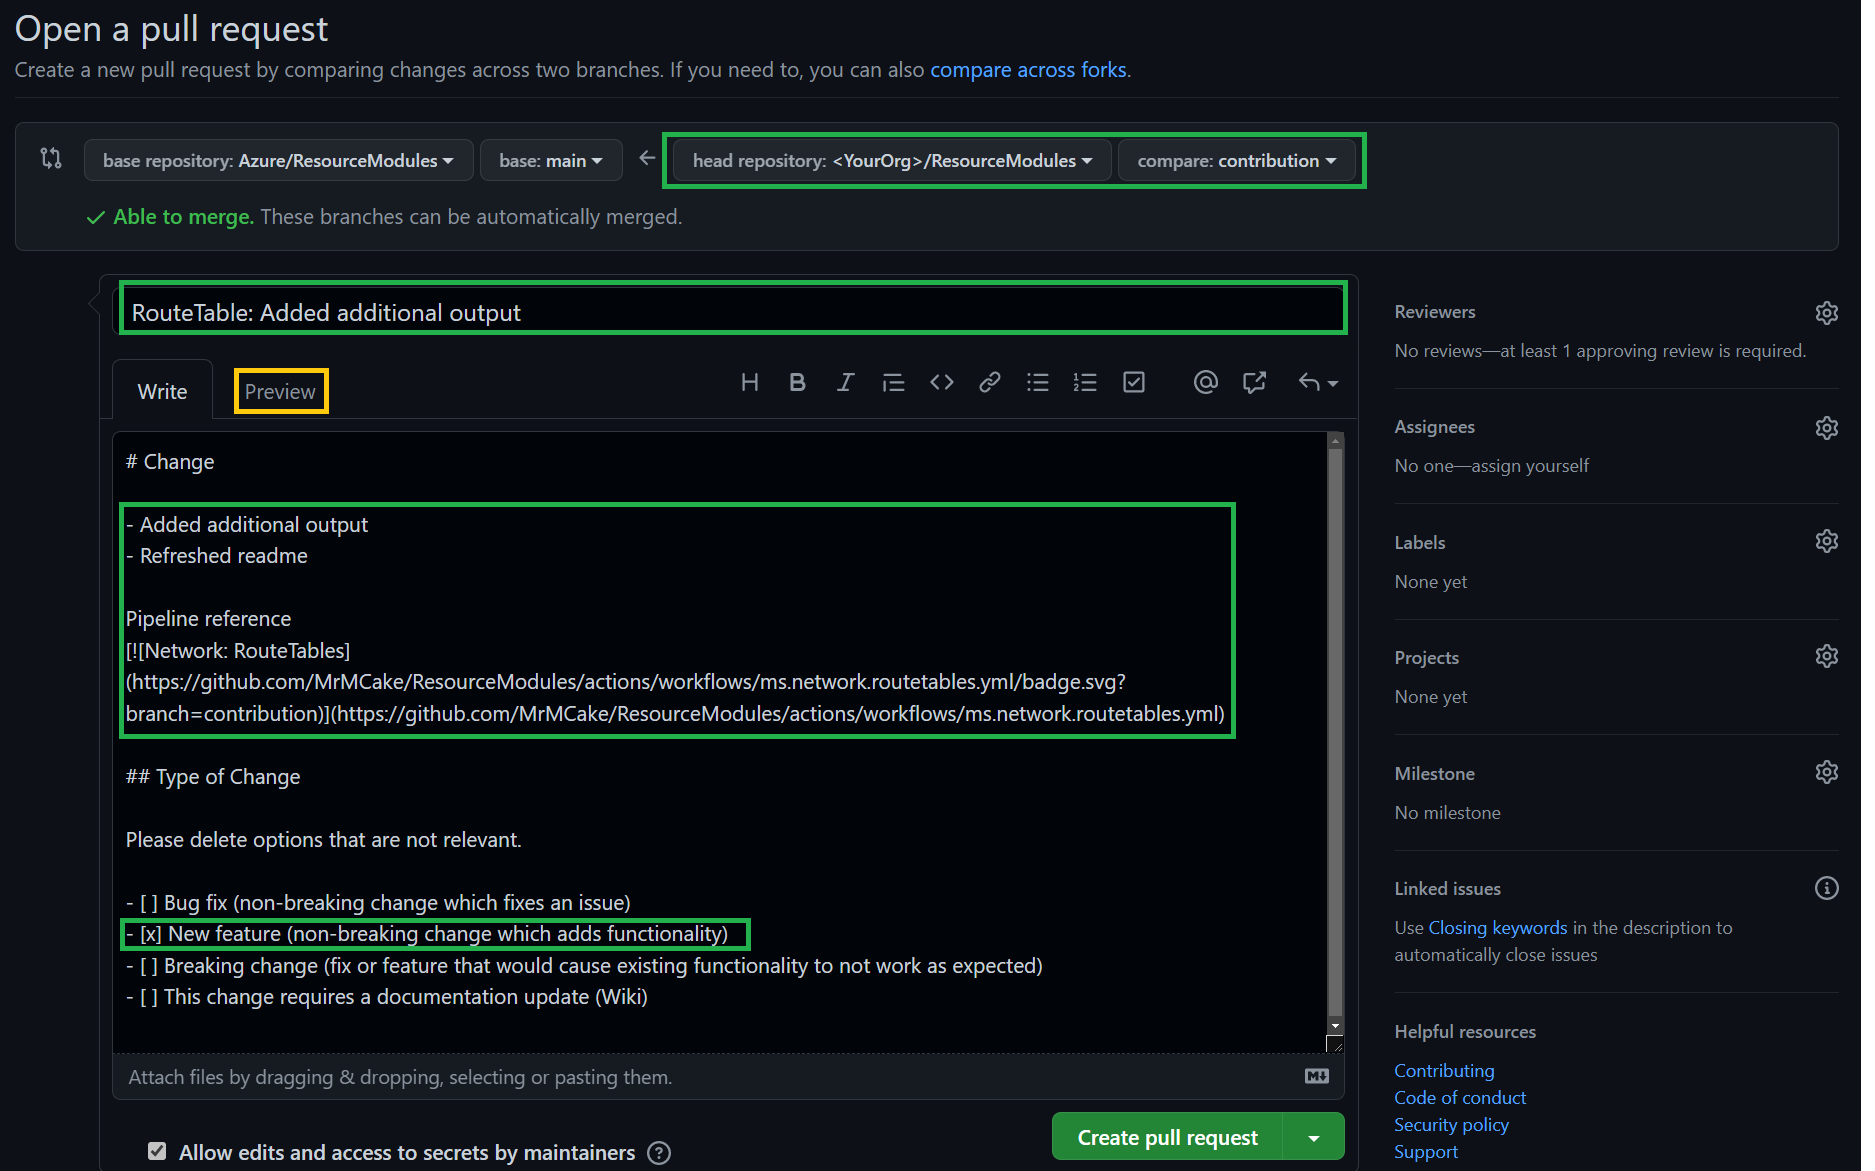 Open a pull request
Create a new pull request by comparing changes across two branches. If you need to, you can also compare across forks.
base repository: Azure/ResourceModules
base: main
head repository: <YourOrg>/ResourceModules
compare: contribution
Able to merge. These branches can be automatically merged.
RouteTable: Added additional output
Write
Preview
# Change
- Added additional output
- Refreshed readme
Pipeline reference
[![Network: RouteTables]
(https://github.com/MrMCake/ResourceModules/actions/workflows/ms.network.routetables.yml/badge.svg?
branch=contribution)](https://github.com/MrMCake/ResourceModules/actions/workflows/ms.network.routetables.yml)
## Type of Change
Please delete options that are not relevant.
- [ ] Bug fix (non-breaking change which fixes an issue)
- [x] New feature (non-breaking change which adds functionality)
- [ ] Breaking change (fix or feature that would cause existing functionality to not work as expected)
- [ ] This change requires a documentation update (Wiki)
Attach files by dragging & dropping, selecting or pasting them.
Allow edits and access to secrets by maintainers
Create pull request
Reviewers
No reviews—at least 1 approving review is required.
Assignees
No one—assign yourself
Labels
None yet
Projects
None yet
Milestone
No milestone
Linked issues
Use Closing keywords in the description to
automatically close issues
Helpful resources
Contributing
Code of conduct
Security policy
Support